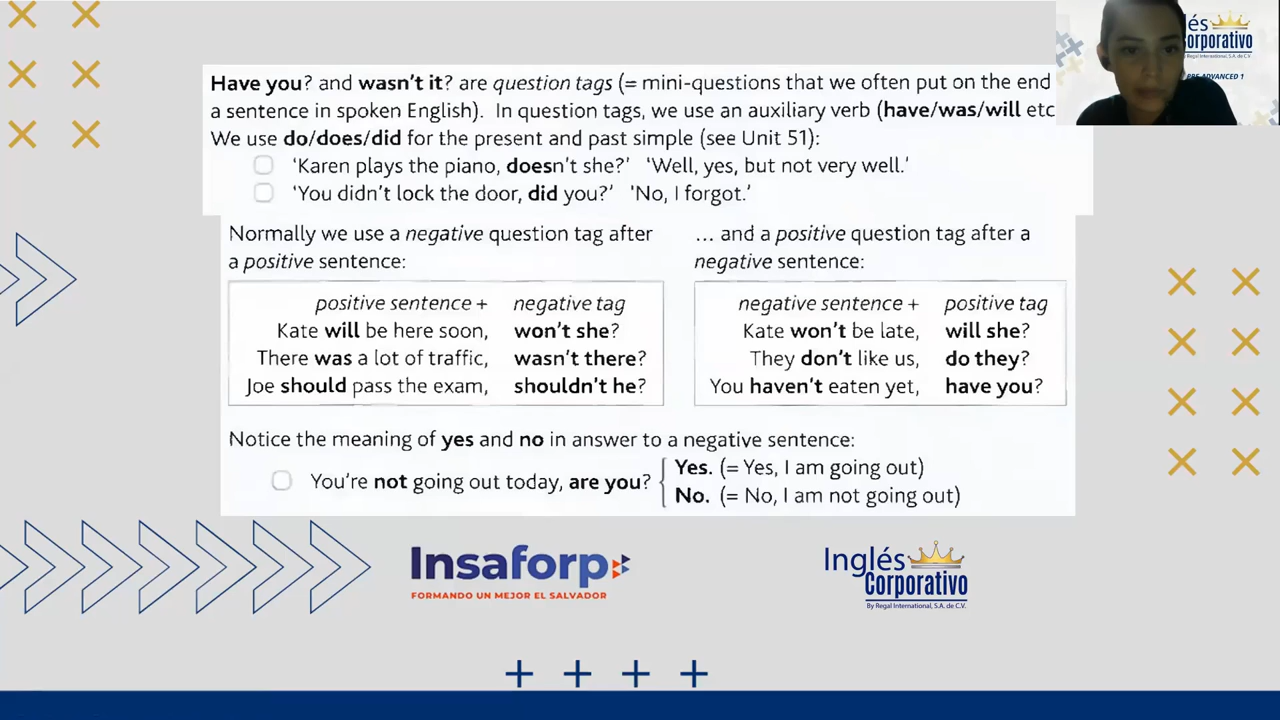 Have you? and wasn't it? are question tags (= mini-questions that we often put on the end
a sentence in spoken English). In question tags, we use an auxiliary verb (have/was/will etc
We use do/does/did for the present and past simple (see Unit 51):
'Karen plays the piano, doesn't she?' 'Well, yes, but not very well.'
'You didn't lock the door, did you?' 'No, I forgot.'
Normally we use a negative question tag after
a positive sentence:
positive sentence + negative tag
Kate will be here soon, won't she?
There was a lot of traffic, wasn't there?
Joe should pass the exam, shouldn't he?
... and a positive question tag after a
negative sentence:
negative sentence + positive tag
Kate won't be late, will she?
They don't like us, do they?
You haven't eaten yet, have you?
Notice the meaning of yes and no in answer to a negative sentence:
You're not going out today, are you?
Yes. (= Yes, I am going out)
No. (= No, I am not going out)
Insaforp
FORMANDO UN MEJOR EL SALVADOR
Inglés
Corporativo
By Regal International, S.A. de C.V.
lés
orporativo
By Regal International, S.A. de C.V.
PRE-ADVANCED 1